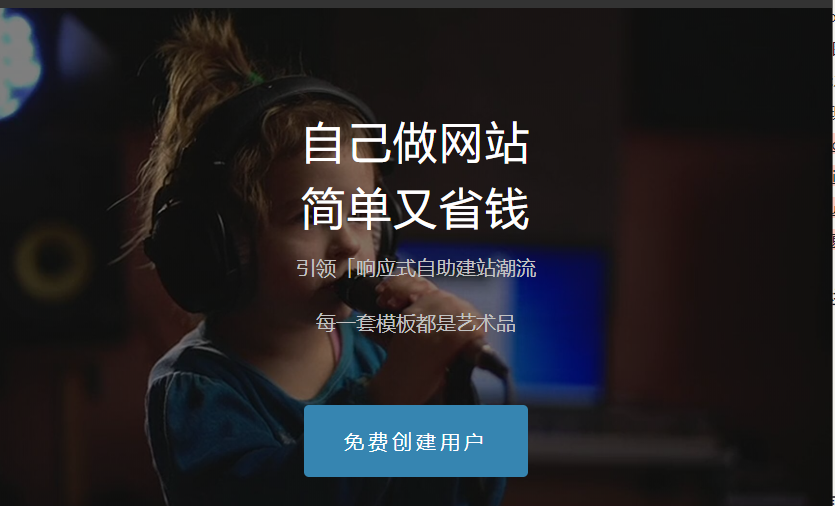 自己做网站
简单又省钱
引领「响应式自助建站潮流
每一套模板都是艺术品
免费创建用户